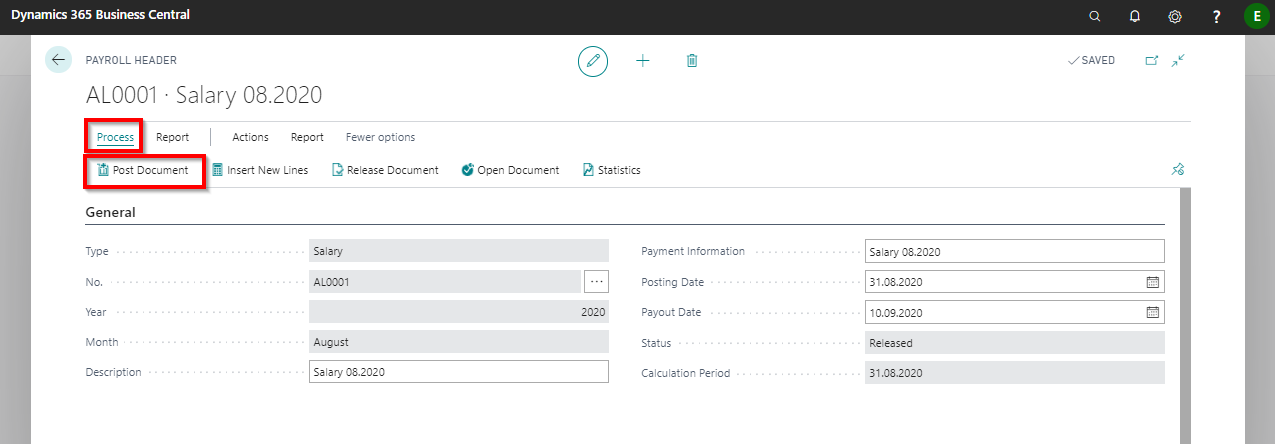 Dynamics 365 Business Central
? E
PAYROLL HEADER SAVED
AL0001 · Salary 08.2020
Process Report Actions Report Fewer options
Post Document Insert New Lines Release Document Open Document Statistics
General
Type Salary Payment Information Salary 08.2020
No. AL0001 ... Posting Date 31.08.2020
Year 2020 Payout Date 10.09.2020
Month August Status Released
Description Salary 08.2020 Calculation Period 31.08.2020